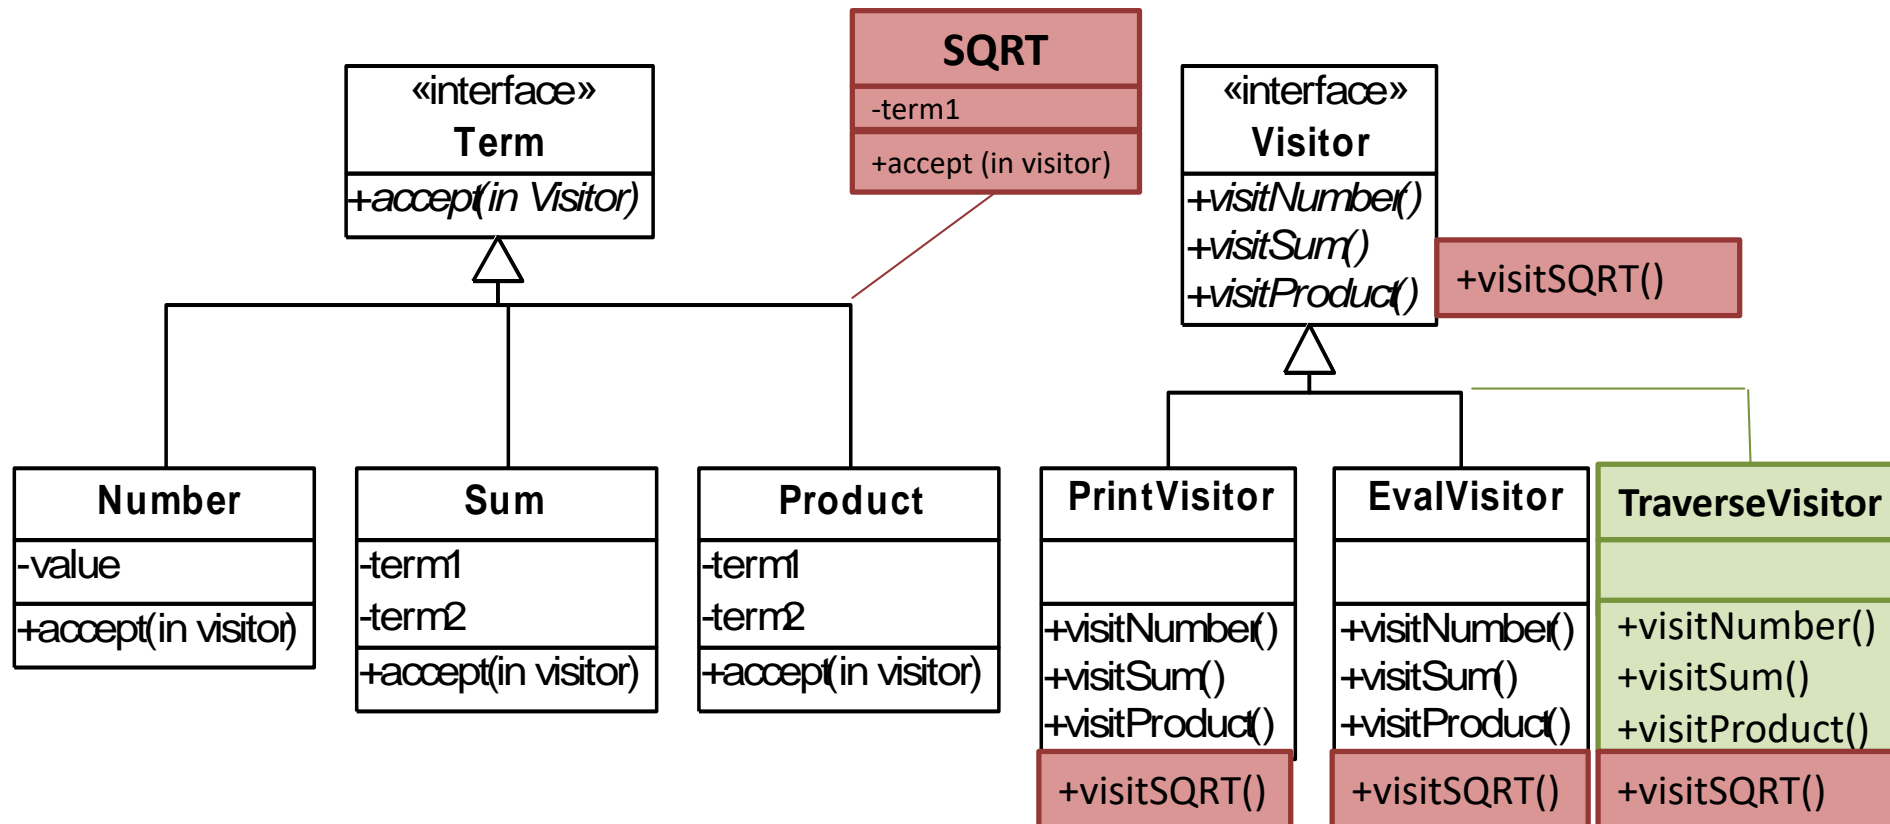 «interface»
Term
+accept(in Visitor)
SQRT
-term1
+accept (in visitor)
«interface»
Visitor
+visitNumber()
+visitSum()
+visitProduct()
+visitSQRT()
Number
-value
+accept(in visitor)
Sum
-term1
-term2
+accept(in visitor)
Product
-term1
-term2
+accept(in visitor)
PrintVisitor
+visitNumber()
+visitSum()
+visitProduct()
+visitSQRT()
EvalVisitor
+visitNumber()
+visitSum()
+visitProduct()
+visitSQRT()
TraverseVisitor
+visitNumber()
+visitSum()
+visitProduct()
+visitSQRT()